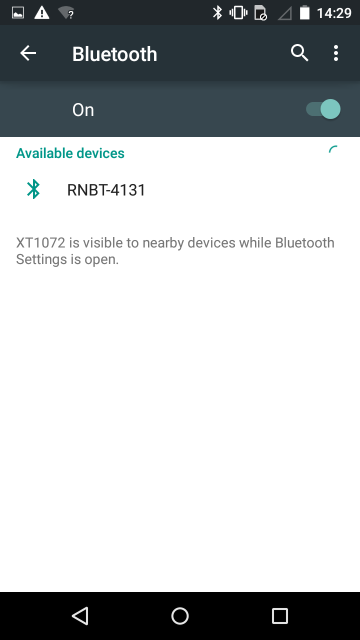 14:29
Bluetooth
On
Available devices
RNBT-4131
XT1072 is visible to nearby devices while Bluetooth
Settings is open.